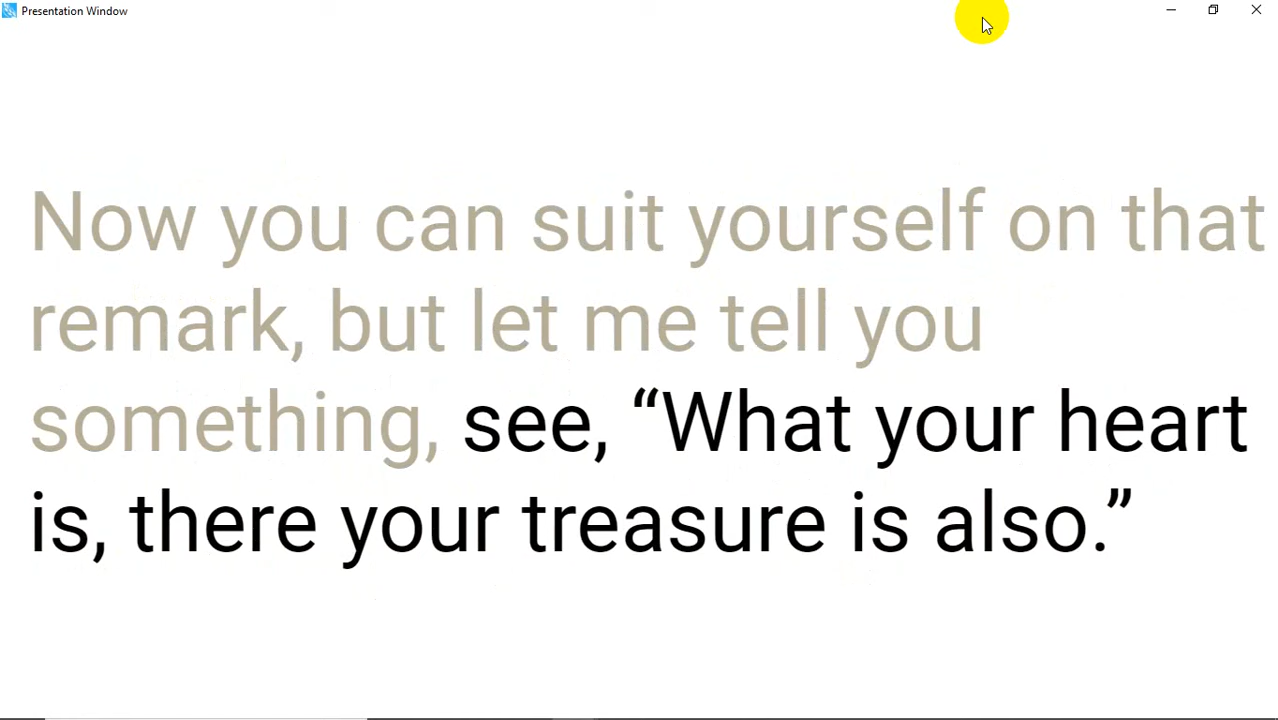 Presentation Window
Now you can suit yourself on that
remark, but let me tell you
something, see, “What your heart
is, there your treasure is also.”